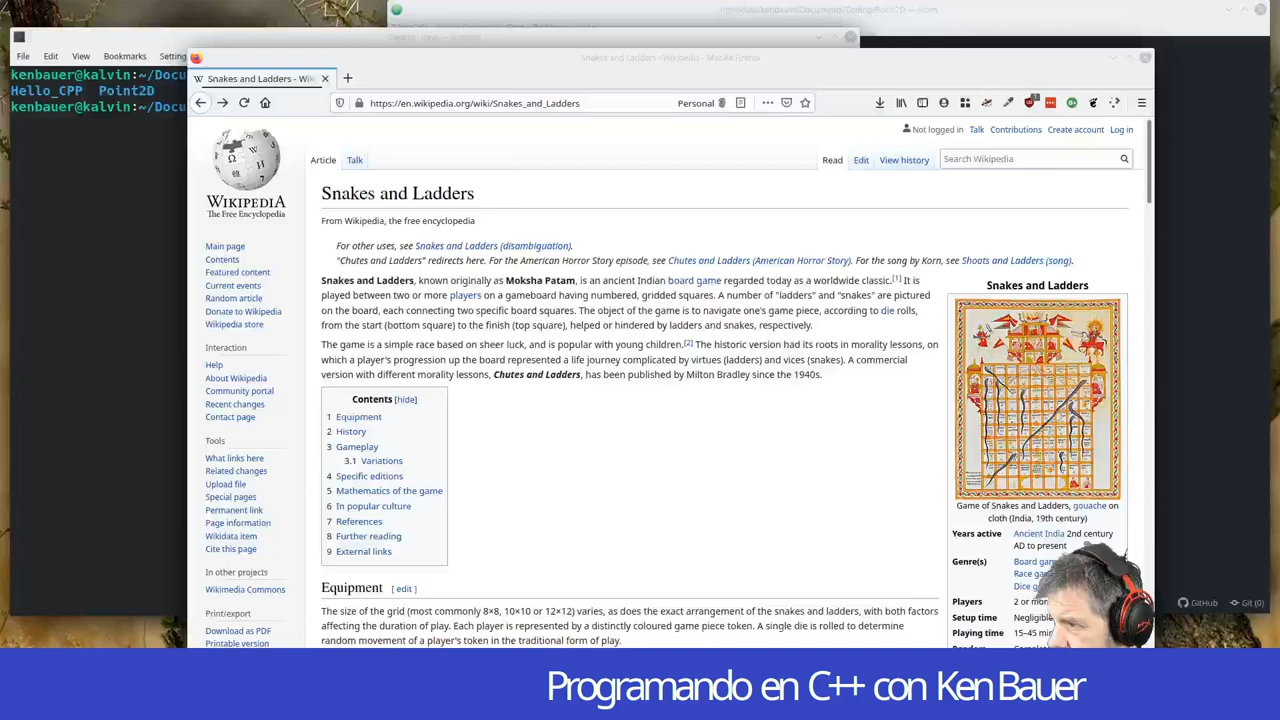 File Edit View Bookmarks Setting
kenbauer@kalvin:~/Docu
Hello_CPP Point2D
kenbauer@kalvin:~/Docu
Snakes and Ladders - Wikipedia - Mozilla Firefox
Snakes and Ladders - Wiki
https://en.wikipedia.org/wiki/Snakes_and_Ladders
Personal
Not logged in Talk Contributions Create account Log in
Article Talk
Read Edit View history
Search Wikipedia
WIKIPEDIA
The Free Encyclopedia
Main page
Contents
Featured content
Current events
Random article
Donate to Wikipedia
Wikipedia store
Interaction
Help
About Wikipedia
Community portal
Recent changes
Contact page
Tools
What links here
Related changes
Upload file
Special pages
Permanent link
Page information
Wikidata item
Cite this page
In other projects
Wikimedia Commons
Print/export
Download as PDF
Printable version
Snakes and Ladders
From Wikipedia, the free encyclopedia
For other uses, see Snakes and Ladders (disambiguation).
"Chutes and Ladders" redirects here. For the American Horror Story episode, see Chutes and Ladders (American Horror Story). For the song by Korn, see Shoats and Ladders (song).
Snakes and Ladders, known originally as Moksha Patam, is an ancient Indian board game regarded today as a worldwide classic.[1] It is
played between two or more players on a gameboard having numbered, gridded squares. A number of "ladders" and "snakes" are pictured
on the board, each connecting two specific board squares. The object of the game is to navigate one's game piece, according to die rolls,
from the start (bottom square) to the finish (top square), helped or hindered by ladders and snakes, respectively.
The game is a simple race based on sheer luck, and is popular with young children.[2] The historic version had its roots in morality lessons, on
which a player's progression up the board represented a life journey complicated by virtues (ladders) and vices (snakes). A commercial
version with different morality lessons, Chutes and Ladders, has been published by Milton Bradley since the 1940s.
Contents [hide]
1 Equipment
2 History
3 Gameplay
3.1 Variations
4 Specific editions
5 Mathematics of the game
6 In popular culture
7 References
8 Further reading
9 External links
Equipment [ edit ]
The size of the grid (most commonly 8×8, 10×10 or 12×12) varies, as does the exact arrangement of the snakes and ladders, with both factors
affecting the duration of play. Each player is represented by a distinctly coloured game piece token. A single die is rolled to determine
random movement of a player's token in the traditional form of play.
Snakes and Ladders
Game of Snakes and Ladders, gouache on
cloth (India, 19th century)
Years active Ancient India 2nd century
AD to present
Genre(s) Board gam
Race ga
Dice g
Players 2 or mo
Setup time Negligible
Playing time 15–45 min
GitHub Git (0)
Programando en C++ con Ken Bauer